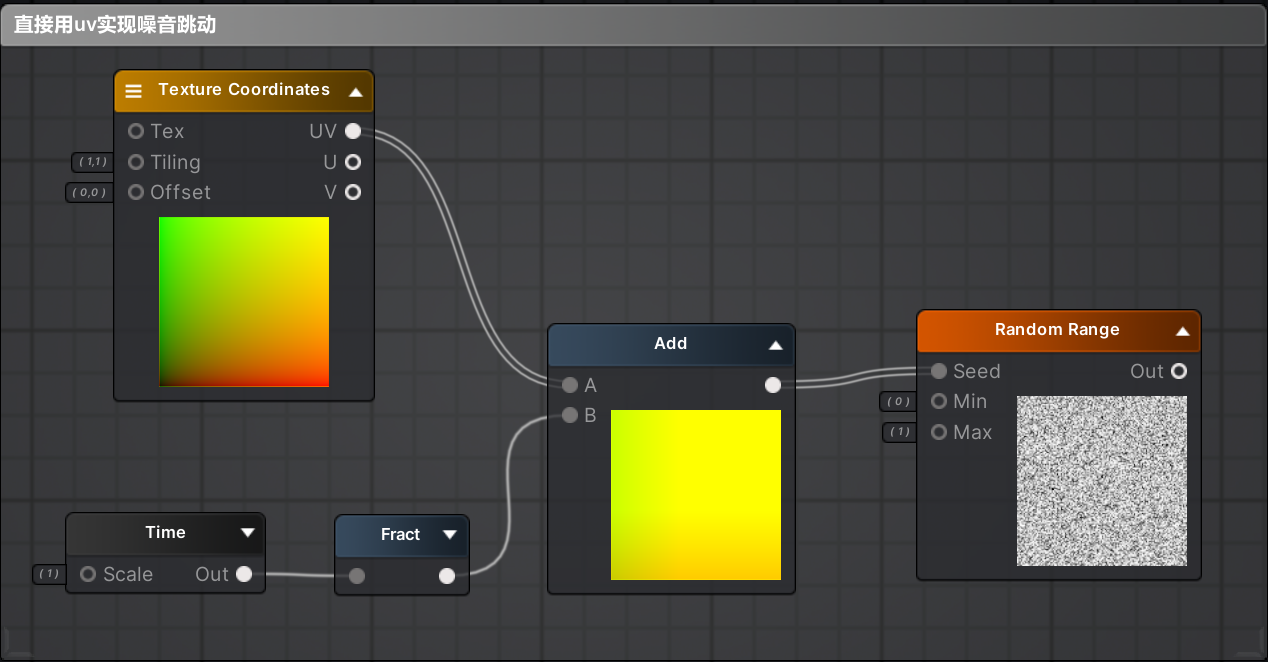 直接用uv实现噪音跳动
Texture Coordinates
Tex UV
(1,1) Tiling U
(0,0) Offset V
Add
A
B
Random Range
Seed Out
(0) Min
(1) Max
Time
(1) Scale Out
Fract